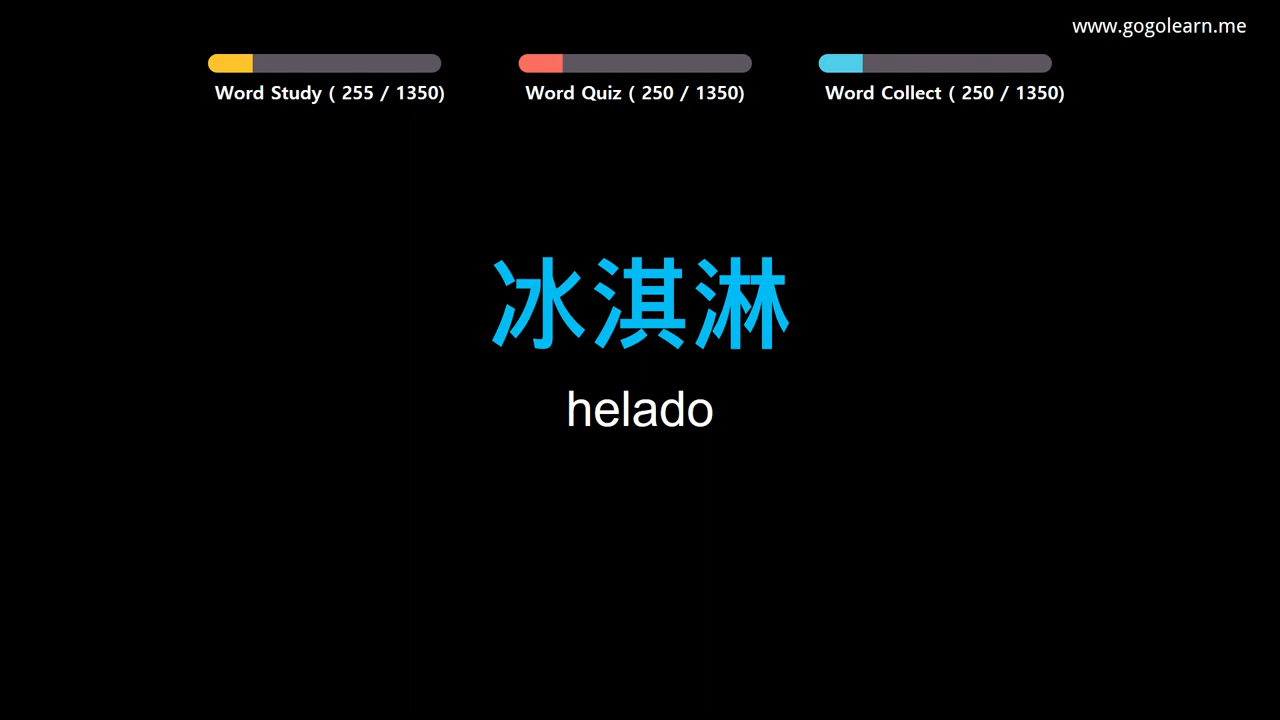 www.gogolearn.me
Word Study ( 255 / 1350)
Word Quiz ( 250 / 1350)
Word Collect ( 250 / 1350)
冰淇淋
helado